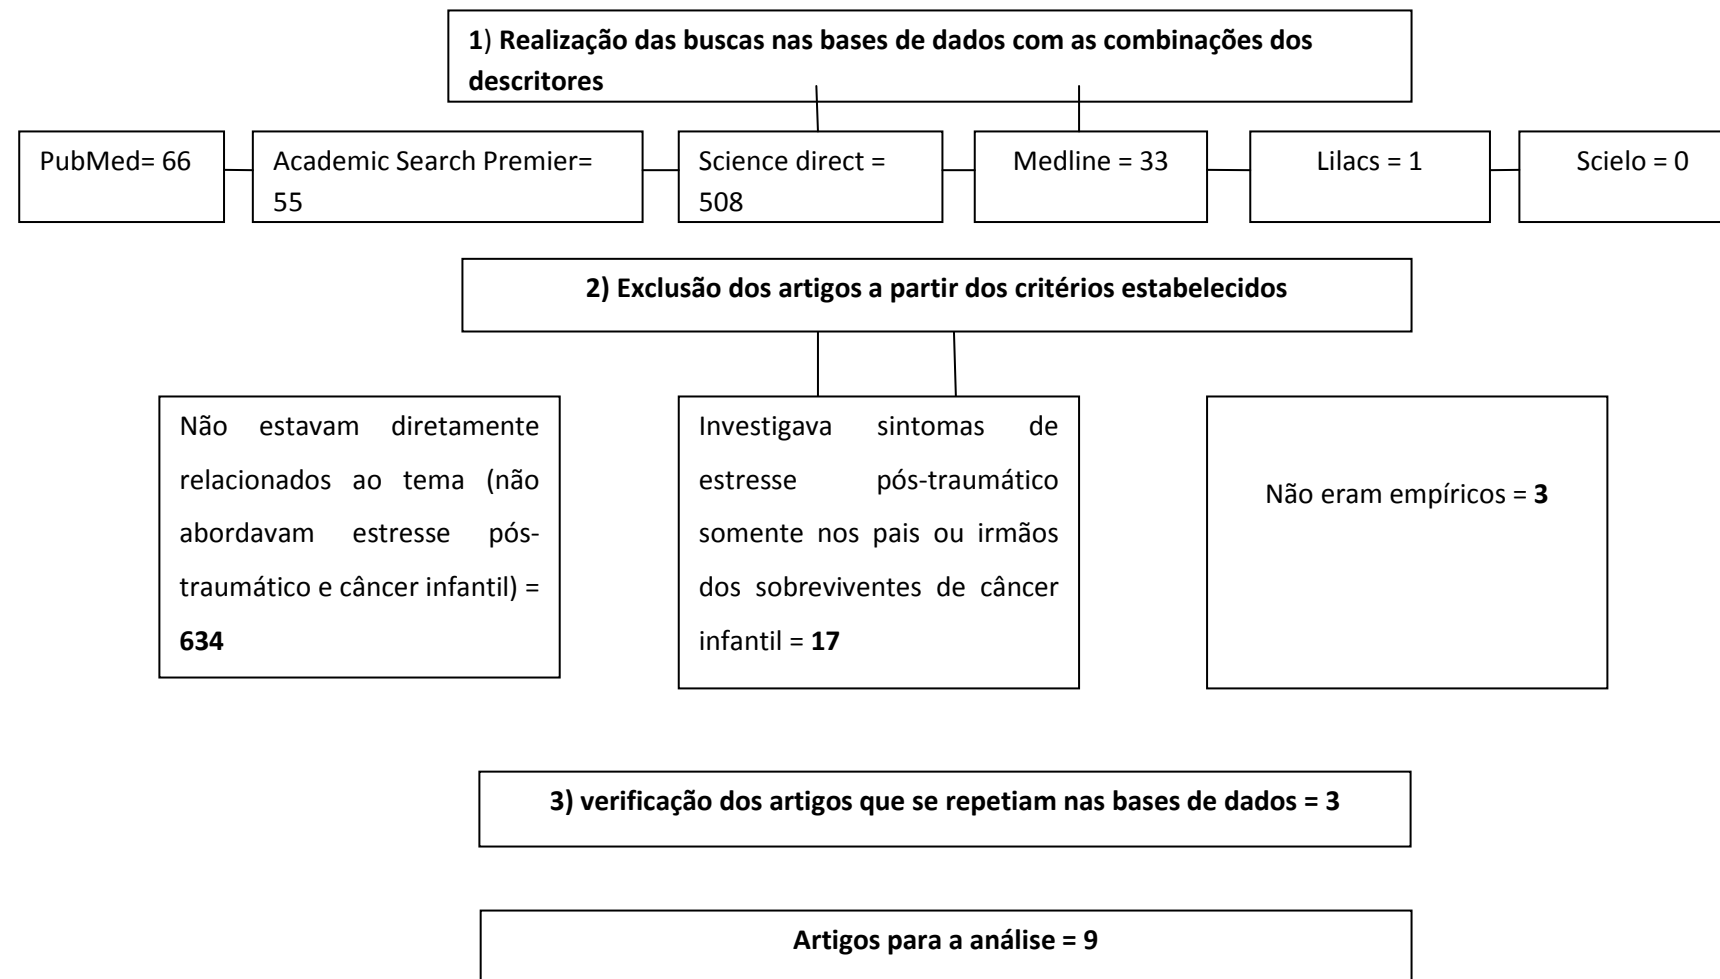 1) Realização das buscas nas bases de dados com as combinações dos
descritores
PubMed= 66
Academic Search Premier=
55
Science direct =
508
Medline = 33
Lilacs = 1
Scielo = 0
2) Exclusão dos artigos a partir dos critérios estabelecidos
Não estavam diretamente
relacionados ao tema (não
abordavam estresse pós-
traumático e câncer infantil) =
634
Investigava sintomas de
estresse pós-traumático
somente nos pais ou irmãos
dos sobreviventes de câncer
infantil = 17
Não eram empíricos = 3
3) verificação dos artigos que se repetiam nas bases de dados = 3
Artigos para a análise = 9